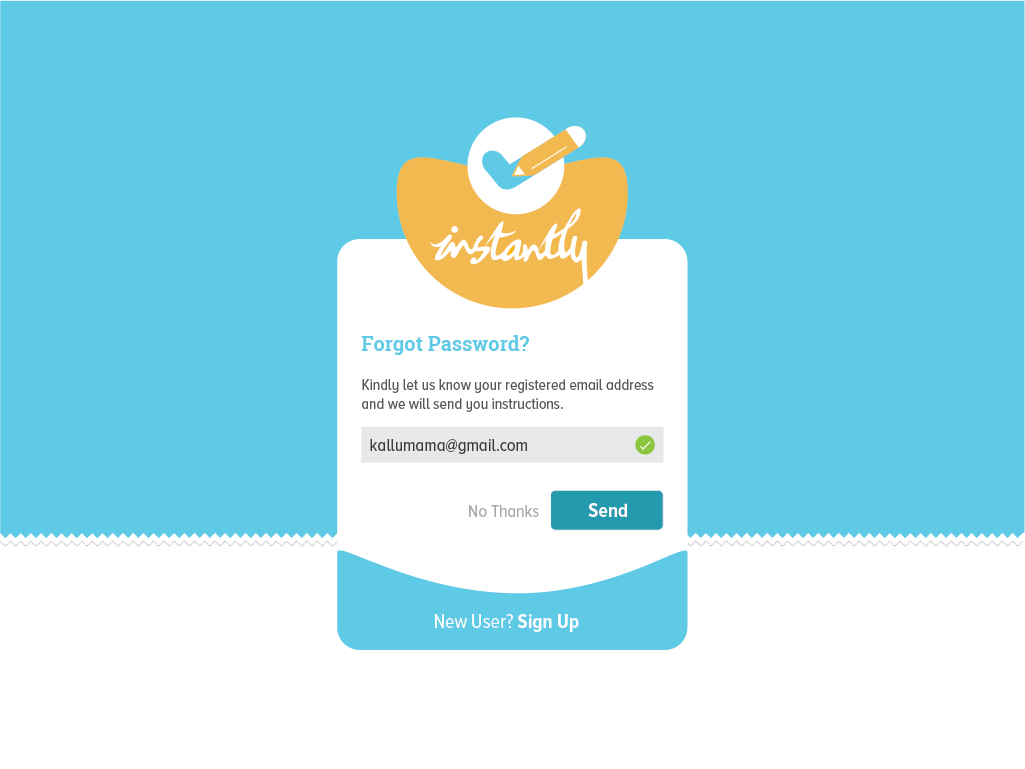 instantly
Forgot Password?
Kindly let us know your registered email address
and we will send you instructions.
kallumama@gmail.com
No Thanks
Send
New User? Sign Up